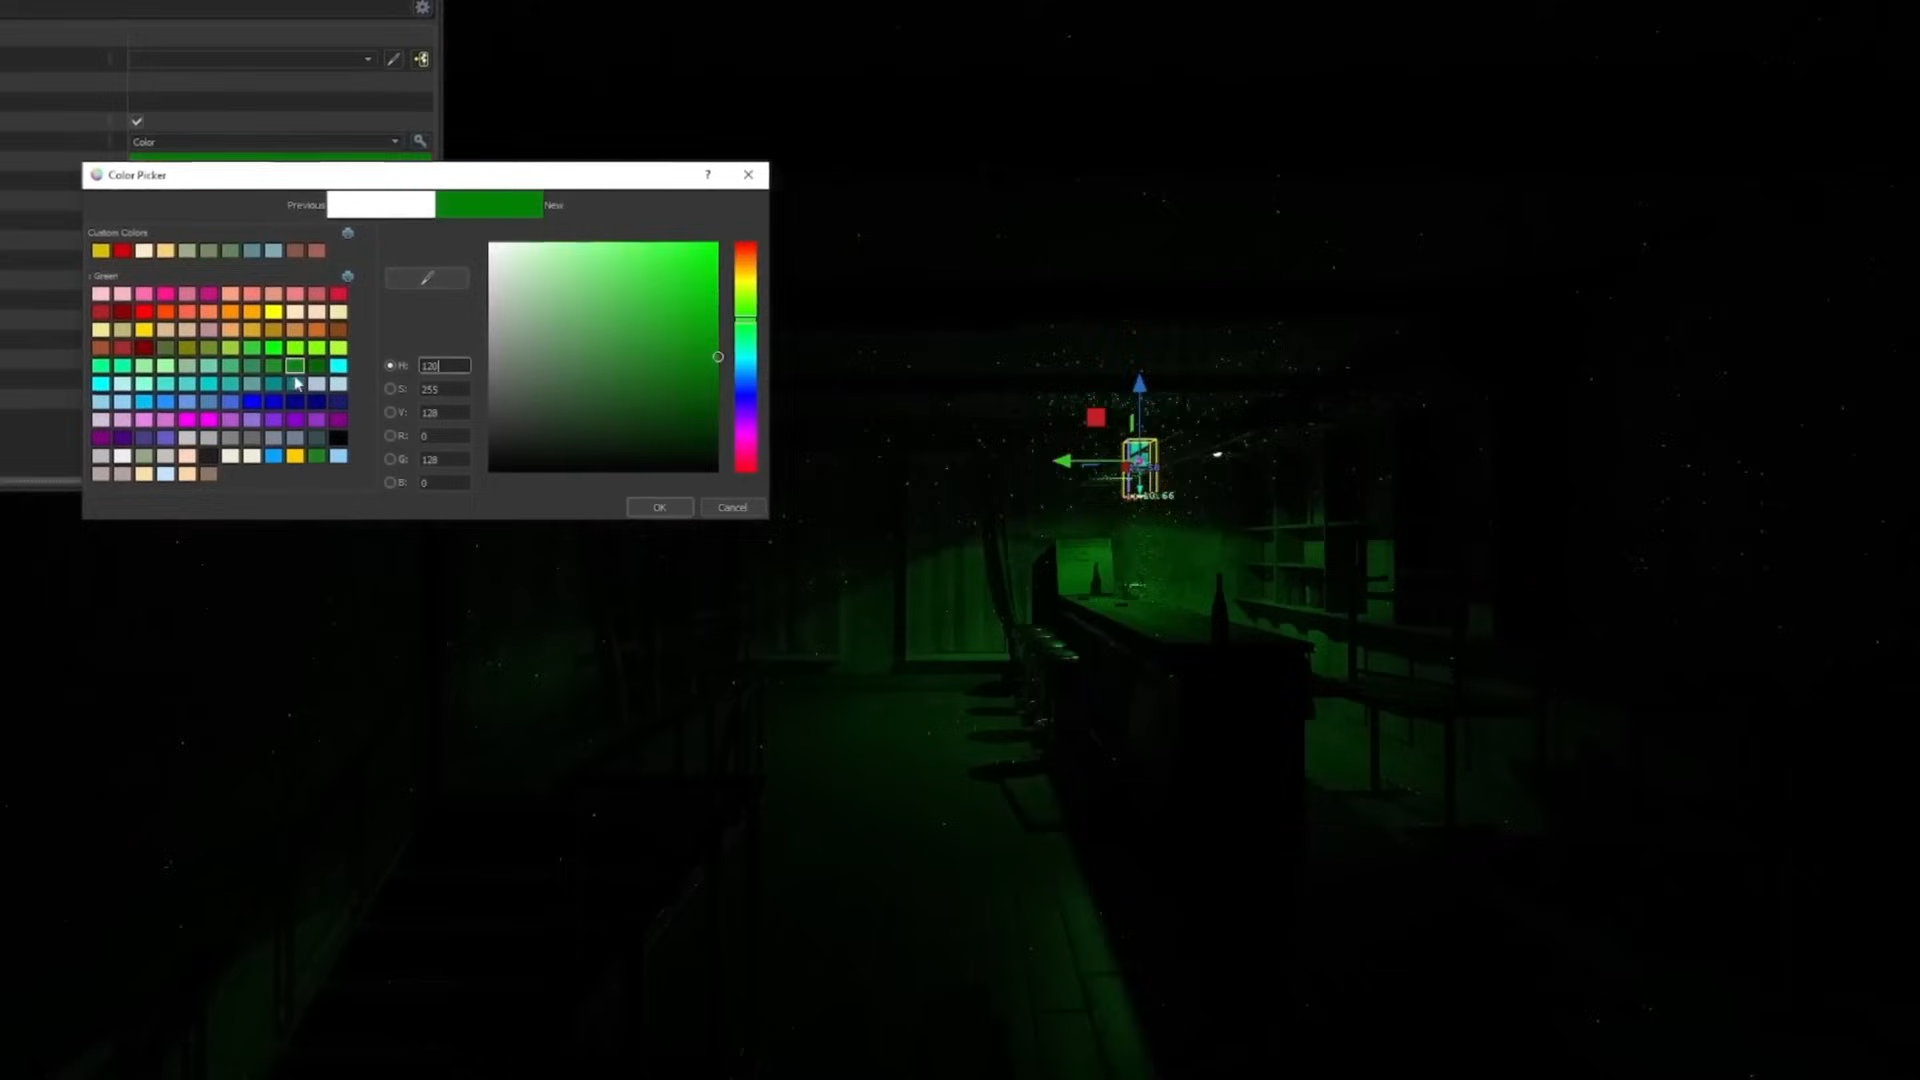 Color
Color Picker
?
Previous
New
Custom Colors
: Green
H: 120
S: 255
V: 128
R: 0
G: 128
B: 0
OK
Cancel